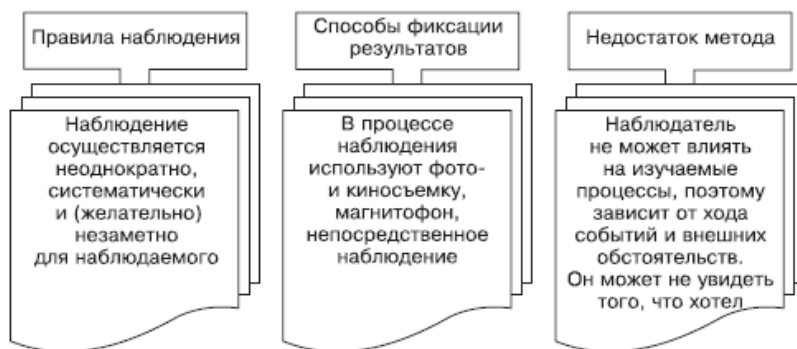 Правила наблюдения
Наблюдение
осуществляется
неоднократно,
систематически
и (желательно)
незаметно
для наблюдаемого
Способы фиксации
результатов
В процессе
наблюдения
используют фото-
и киносъемку,
магнитофон,
непосредственное
наблюдение
Недостаток метода
Наблюдатель
не может влиять
на изучаемые
процессы, поэтому
зависит от хода
событий и внешних
обстоятельств.
Он может не увидеть
того, что хотел